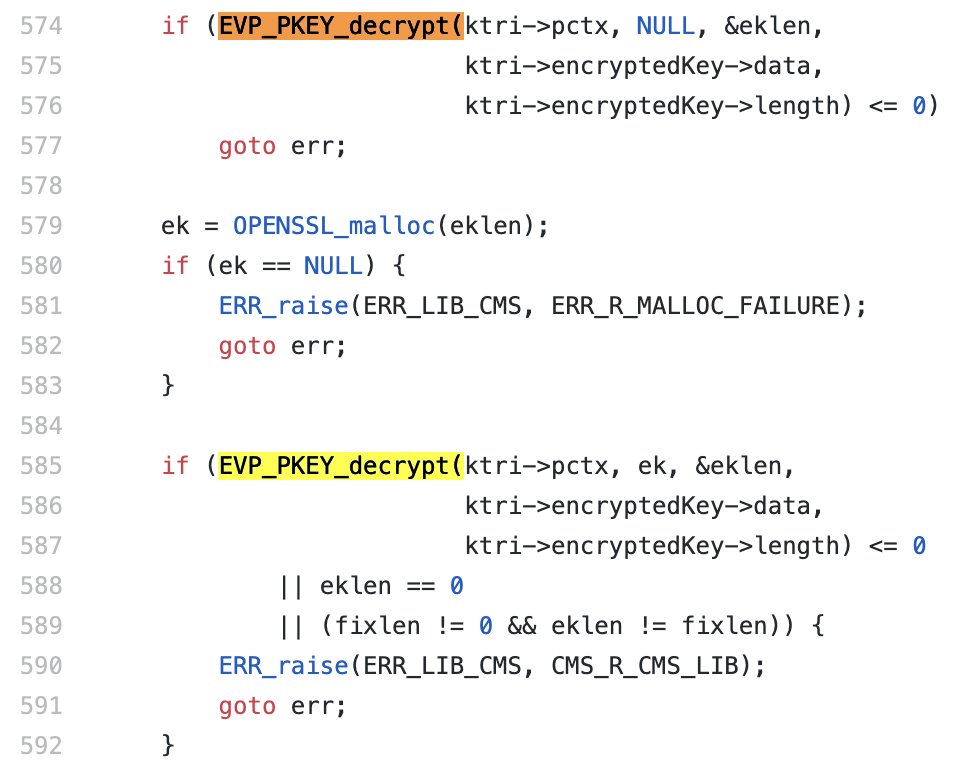 574 if (EVP_PKEY_decrypt(ktri->pctx, NULL, &eklen,
575 ktri->encryptedKey->data,
576 ktri->encryptedKey->length) <= 0)
577 goto err;
578
579 ek = OPENSSL_malloc(eklen);
580 if (ek == NULL) {
581 ERR_raise(ERR_LIB_CMS, ERR_R_MALLOC_FAILURE);
582 goto err;
583 }
584
585 if (EVP_PKEY_decrypt(ktri->pctx, ek, &eklen,
586 ktri->encryptedKey->data,
587 ktri->encryptedKey->length) <= 0
588 || eklen == 0
589 || (fixlen != 0 && eklen != fixlen)) {
590 ERR_raise(ERR_LIB_CMS, CMS_R_CMS_LIB);
591 goto err;
592 }